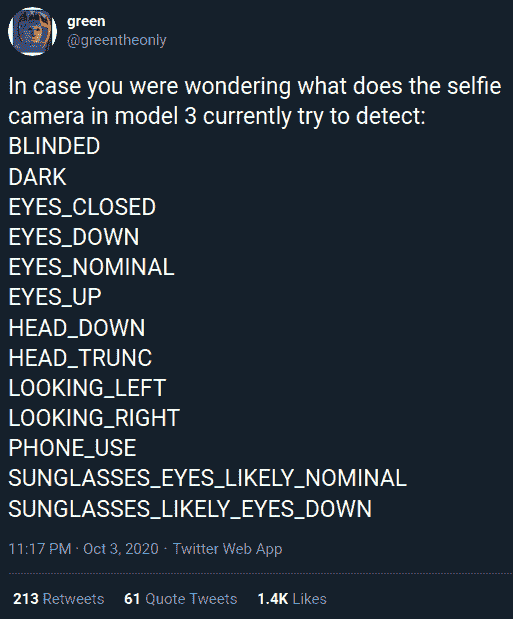 green
@greentheonly
In case you were wondering what does the selfie
camera in model 3 currently try to detect:
BLINDED
DARK
EYES_CLOSED
EYES_DOWN
EYES_NOMINAL
EYES_UP
HEAD_DOWN
HEAD_TRUNC
LOOKING_LEFT
LOOKING_RIGHT
PHONE_USE
SUNGLASSES_EYES_LIKELY_NOMINAL
SUNGLASSES_LIKELY_EYES_DOWN
11:17 PM · Oct 3, 2020 · Twitter Web App
213 Retweets 61 Quote Tweets 1.4K Likes